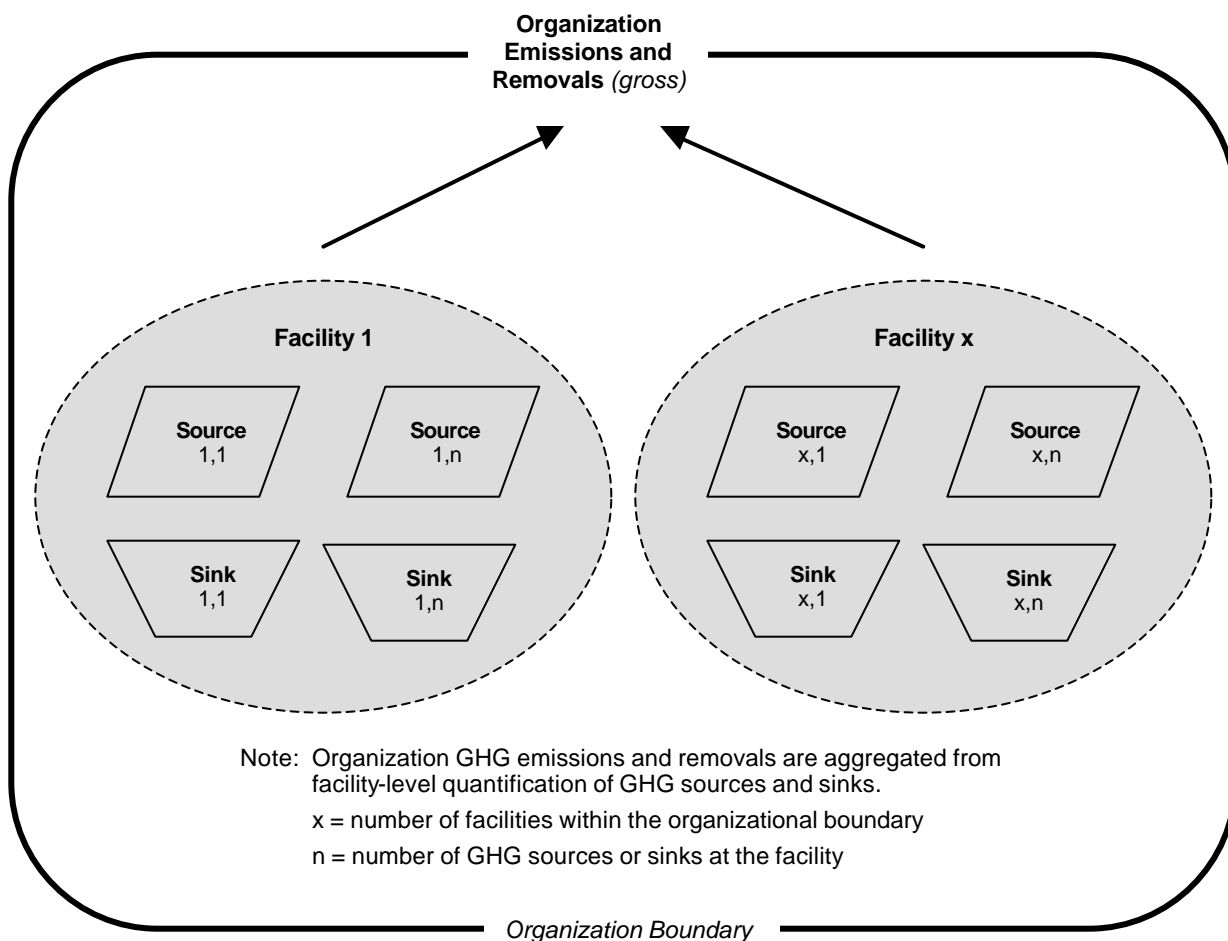 Organization
Emissions and
Removals (gross)
Facility 1
Source
1,1
Source
1,n
Sink
1,1
Sink
1,n
Facility x
Source
x,1
Source
x,n
Sink
x,1
Sink
x,n
Note: Organization GHG emissions and removals are aggregated from
facility-level quantification of GHG sources and sinks.
x = number of facilities within the organizational boundary
n = number of GHG sources or sinks at the facility
Organization Boundary